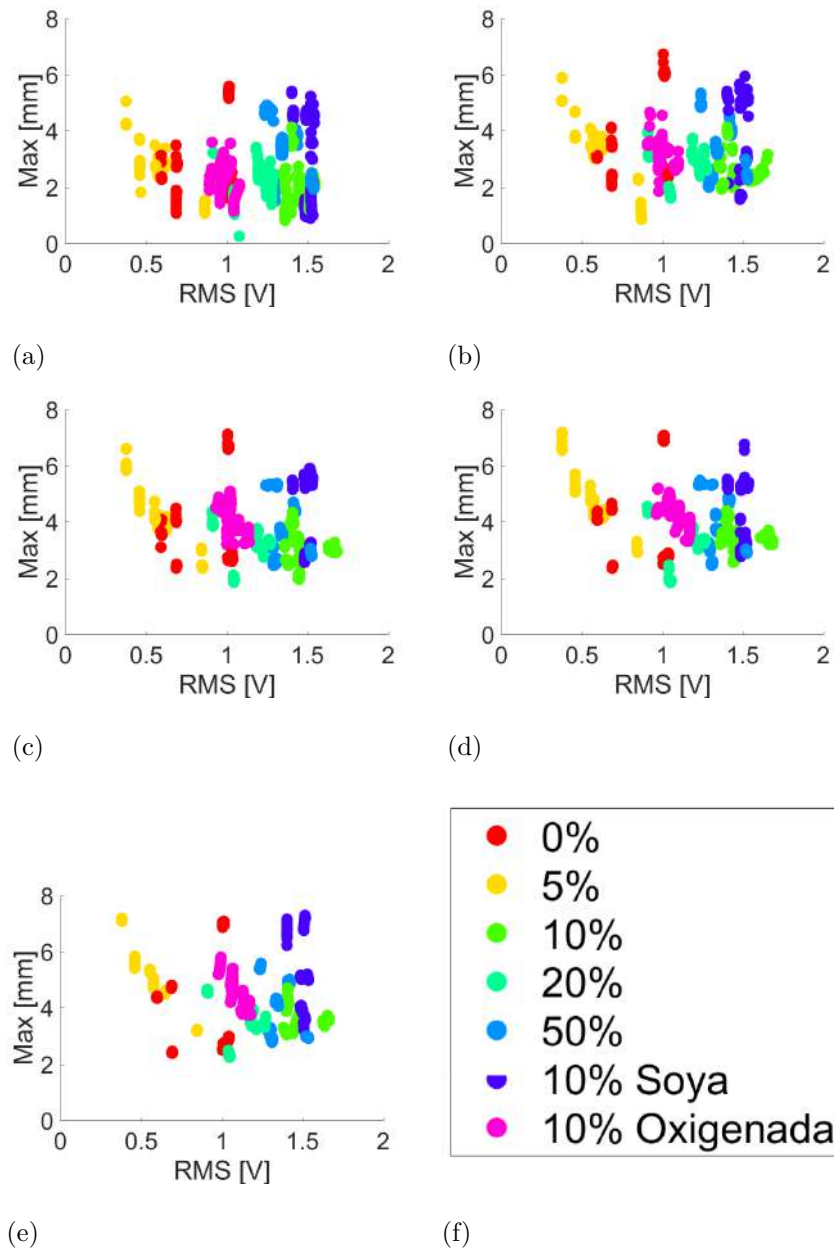 8
6
4
2
0
Max [mm]
0 0.5 1 1.5 2
RMS [V]
(a)
8
6
4
2
0
Max [mm]
0 0.5 1 1.5 2
RMS [V]
(b)
8
6
4
2
0
Max [mm]
0 0.5 1 1.5 2
RMS [V]
(c)
8
6
4
2
0
Max [mm]
0 0.5 1 1.5 2
RMS [V]
(d)
8
6
4
2
0
Max [mm]
0 0.5 1 1.5 2
RMS [V]
(e)
0%
5%
10%
20%
50%
10% Soya
10% Oxigenada
(f)